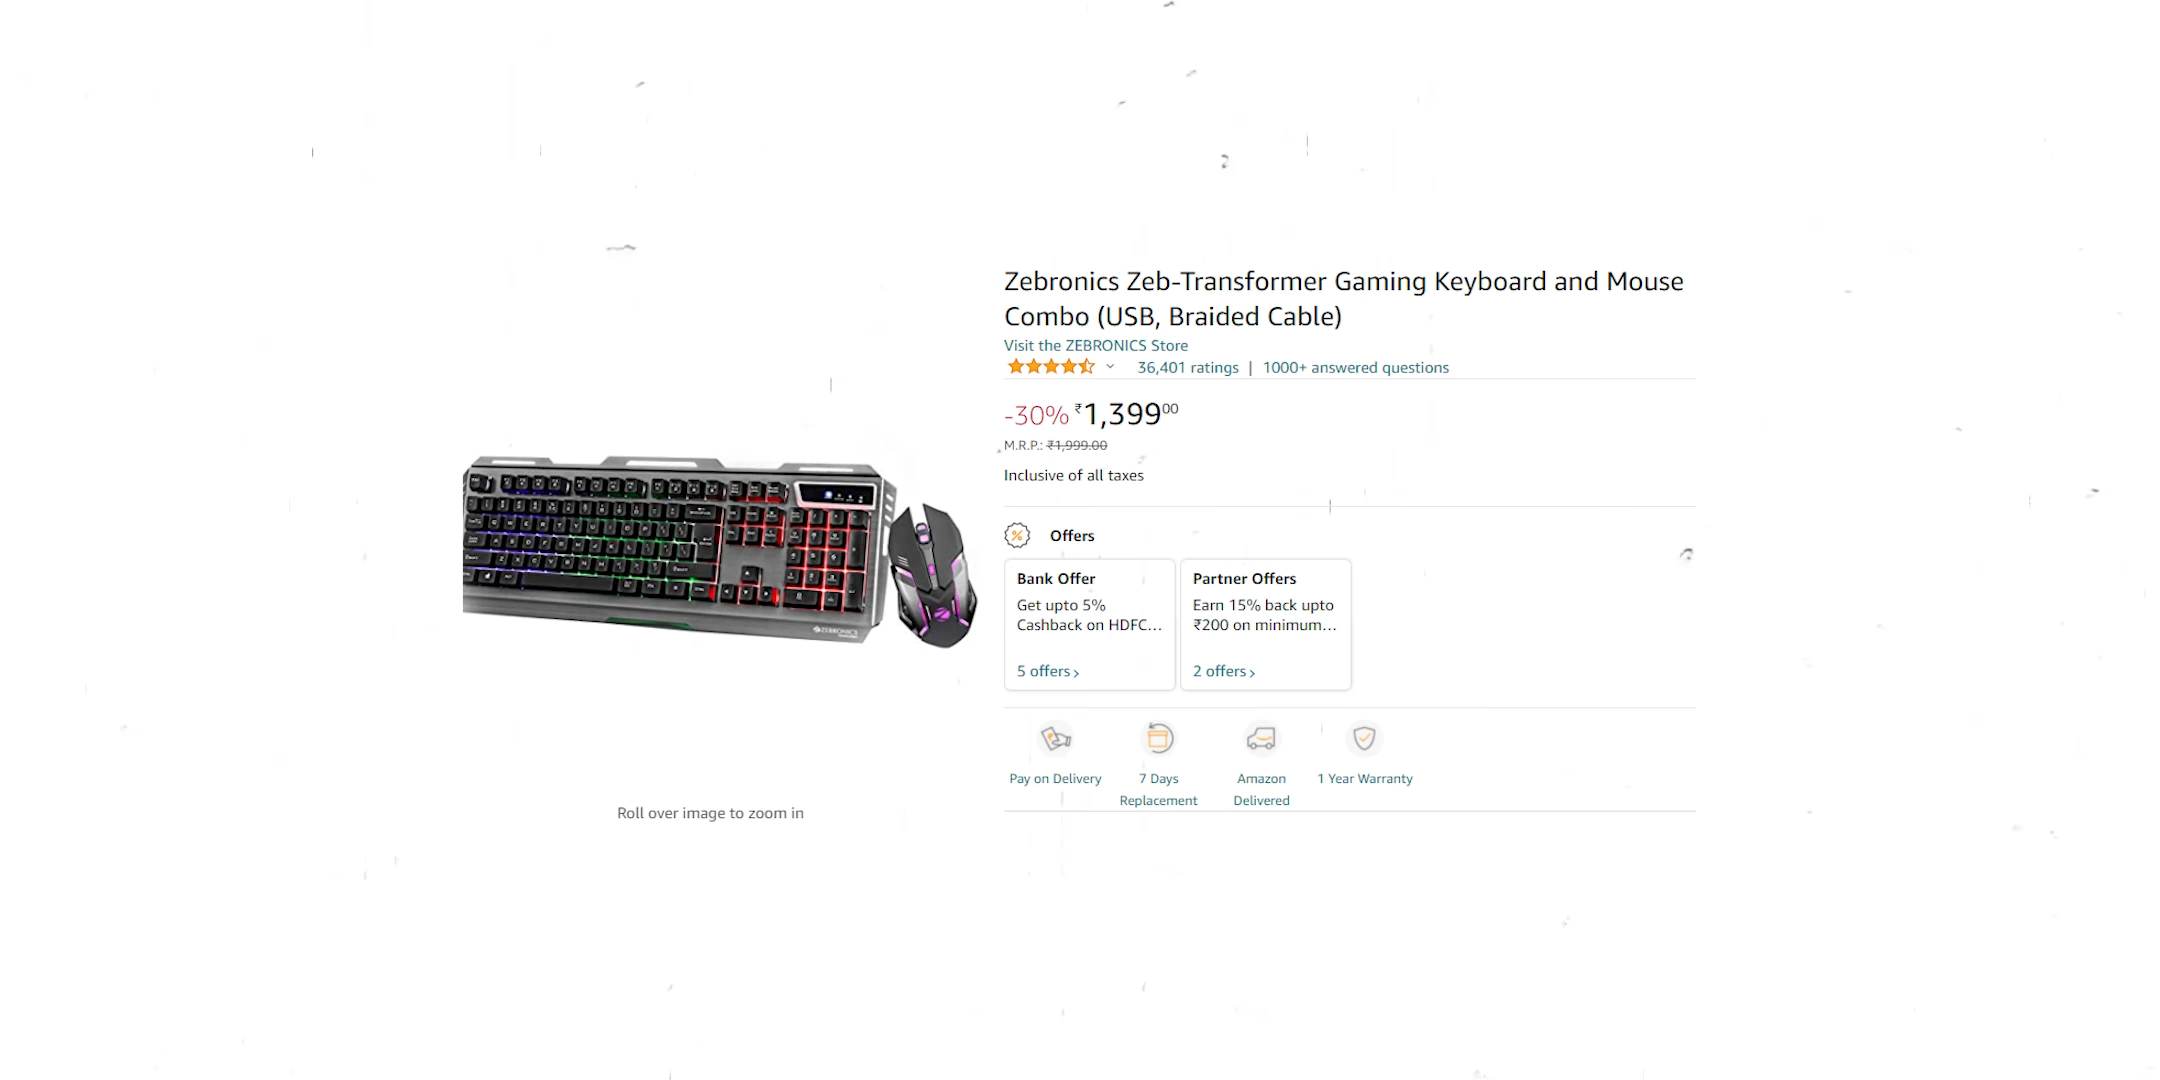 Zebronics Zeb-Transformer Gaming Keyboard and Mouse
Combo (USB, Braided Cable)
Visit the ZEBRONICS Store
36,401 ratings | 1000+ answered questions
-30% ₹1,39900
M.R.P.: ₹1,999.00
Inclusive of all taxes
Offers
Bank Offer
Get upto 5%
Cashback on HDFC...
5 offers›
Partner Offers
Earn 15% back upto
₹200 on minimum...
2 offers›
Pay on Delivery
7 Days
Replacement
Amazon
Delivered
1 Year Warranty
ZEBRONICS
Roll over image to zoom in